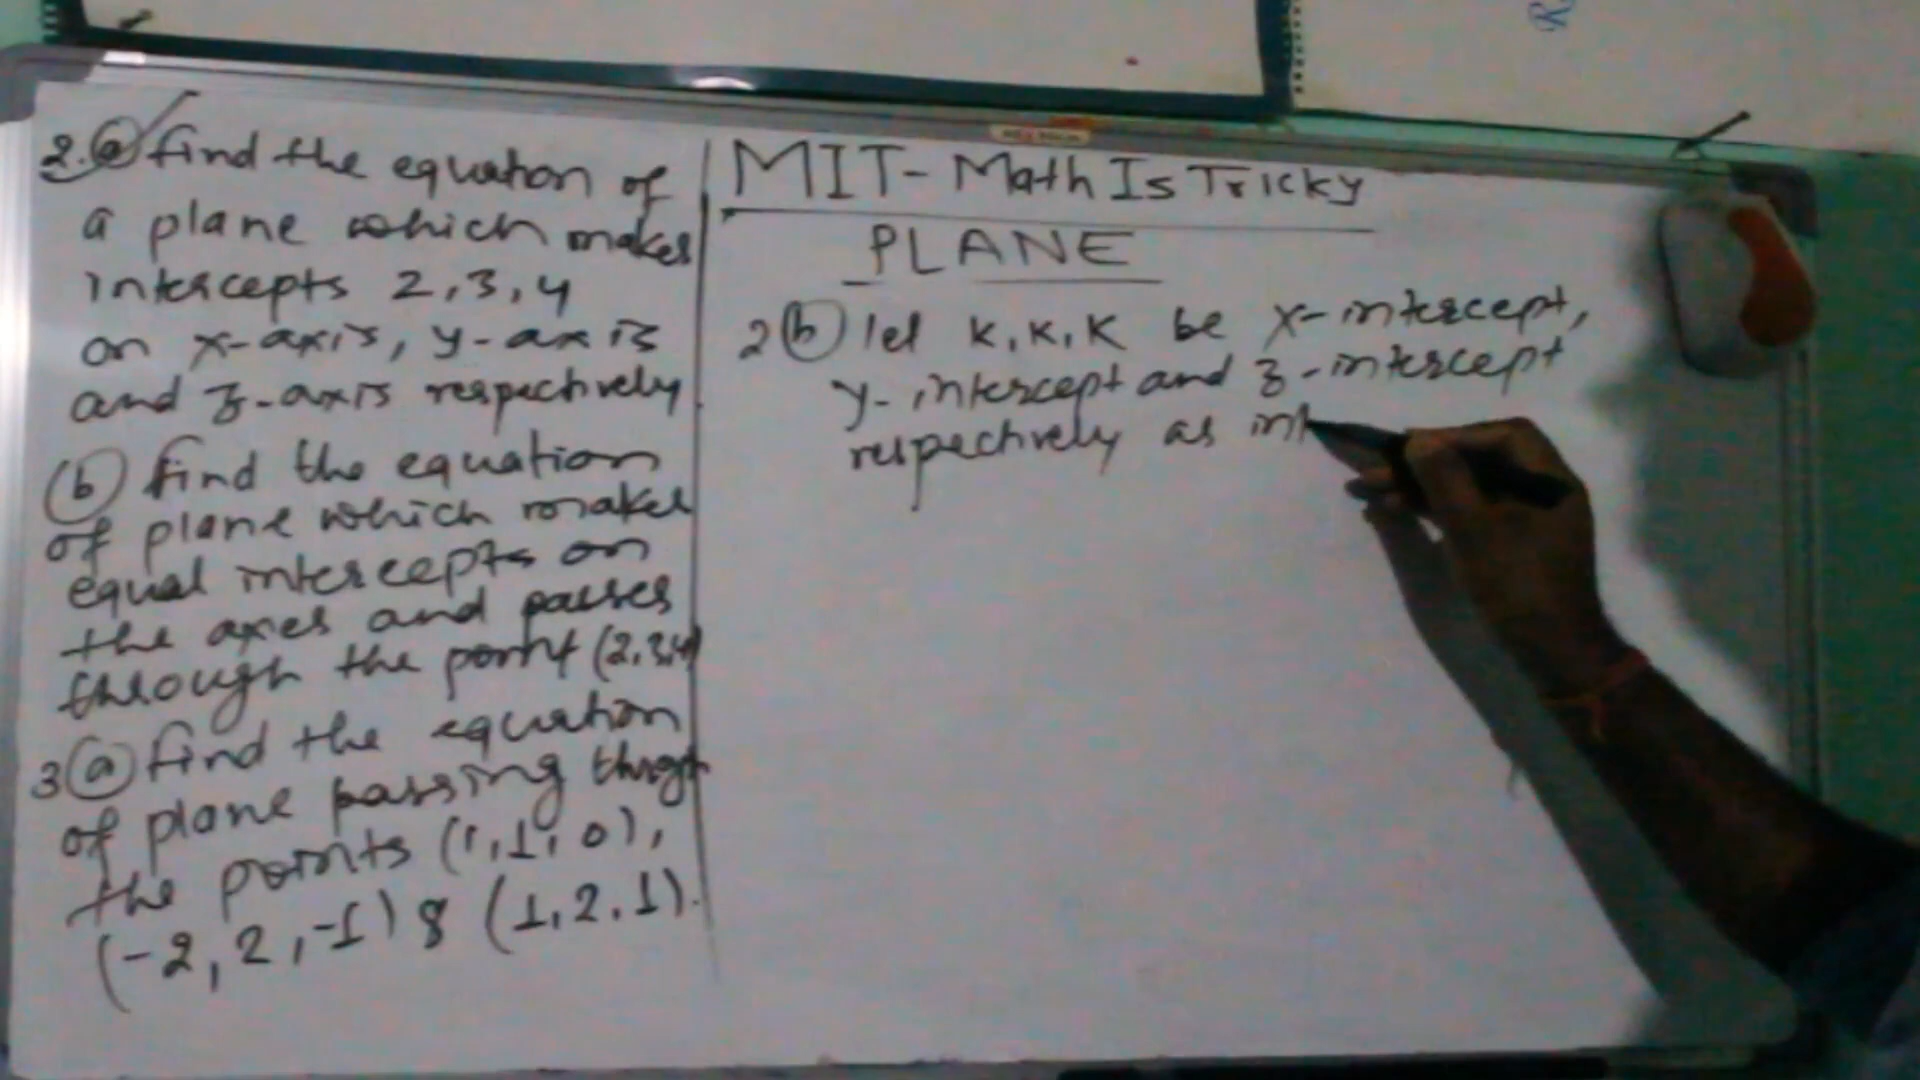 2.(a) find the equation of
a plane which makes
intercepts 2,3,4
on x-axis, y-axis
and z-axis respectively
(b) find the equation
of plane which makes
equal intercepts on
the axes and passes
through the point (2,3,4)
3(a) find the equation
of plane passing through
the points (1,1,0),
(-2,2,-1) & (1,2,1).
MIT- Math Is Tricky
PLANE
2(b) let K,K,K be x-intercept,
y-intercept and z-intercept
respectively as int